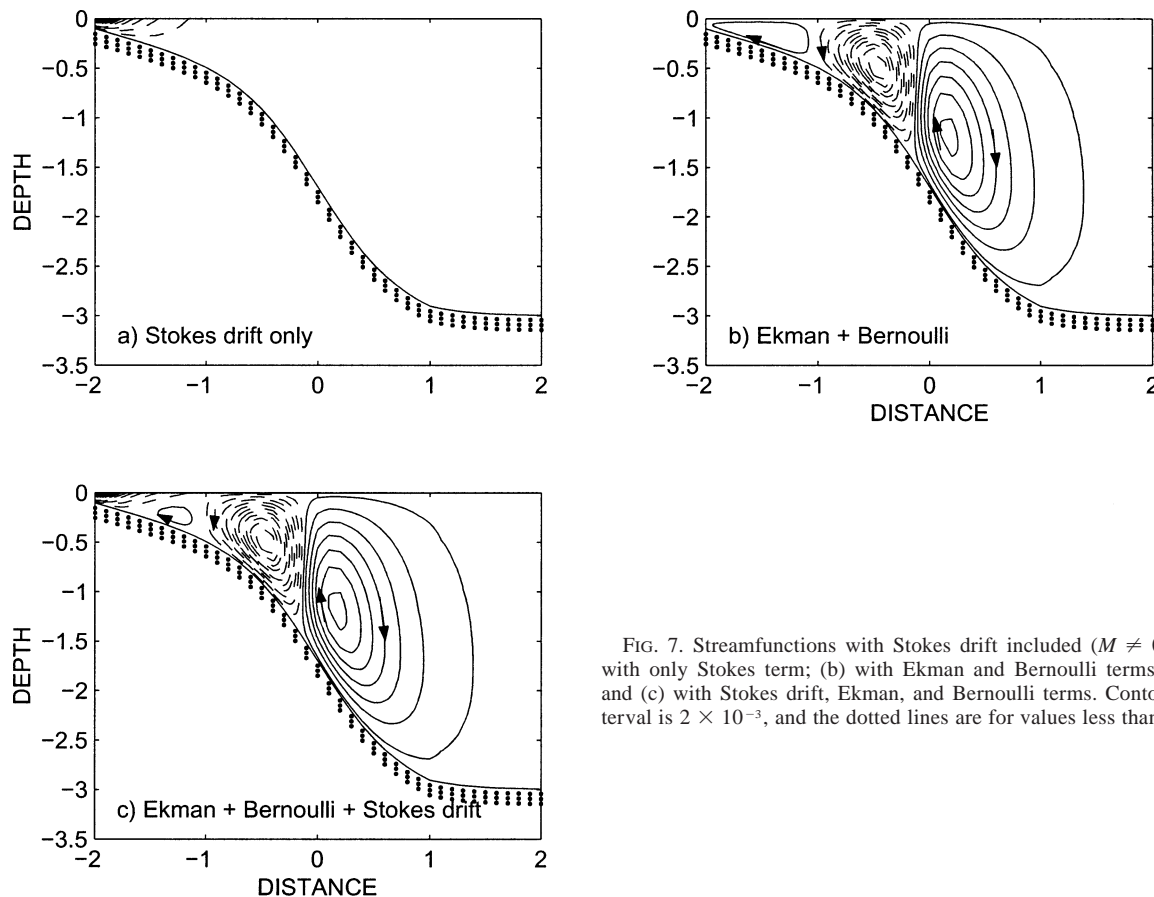 0
−0.5
−1
−1.5
−2
−2.5
−3
−3.5
DEPTH
a) Stokes drift only
−2 −1 0 1 2
0
−0.5
−1
−1.5
−2
−2.5
−3
−3.5
b) Ekman + Bernoulli
−2 −1 0 1 2
DISTANCE
0
−0.5
−1
−1.5
−2
−2.5
−3
−3.5
DEPTH
c) Ekman + Bernoulli + Stokes drift
−2 −1 0 1 2
DISTANCE
FIG. 7. Streamfunctions with Stokes drift included (M ≠
with only Stokes term; (b) with Ekman and Bernoulli terms
and (c) with Stokes drift, Ekman, and Bernoulli terms. Conto
terval is 2 × 10⁻³, and the dotted lines are for values less than